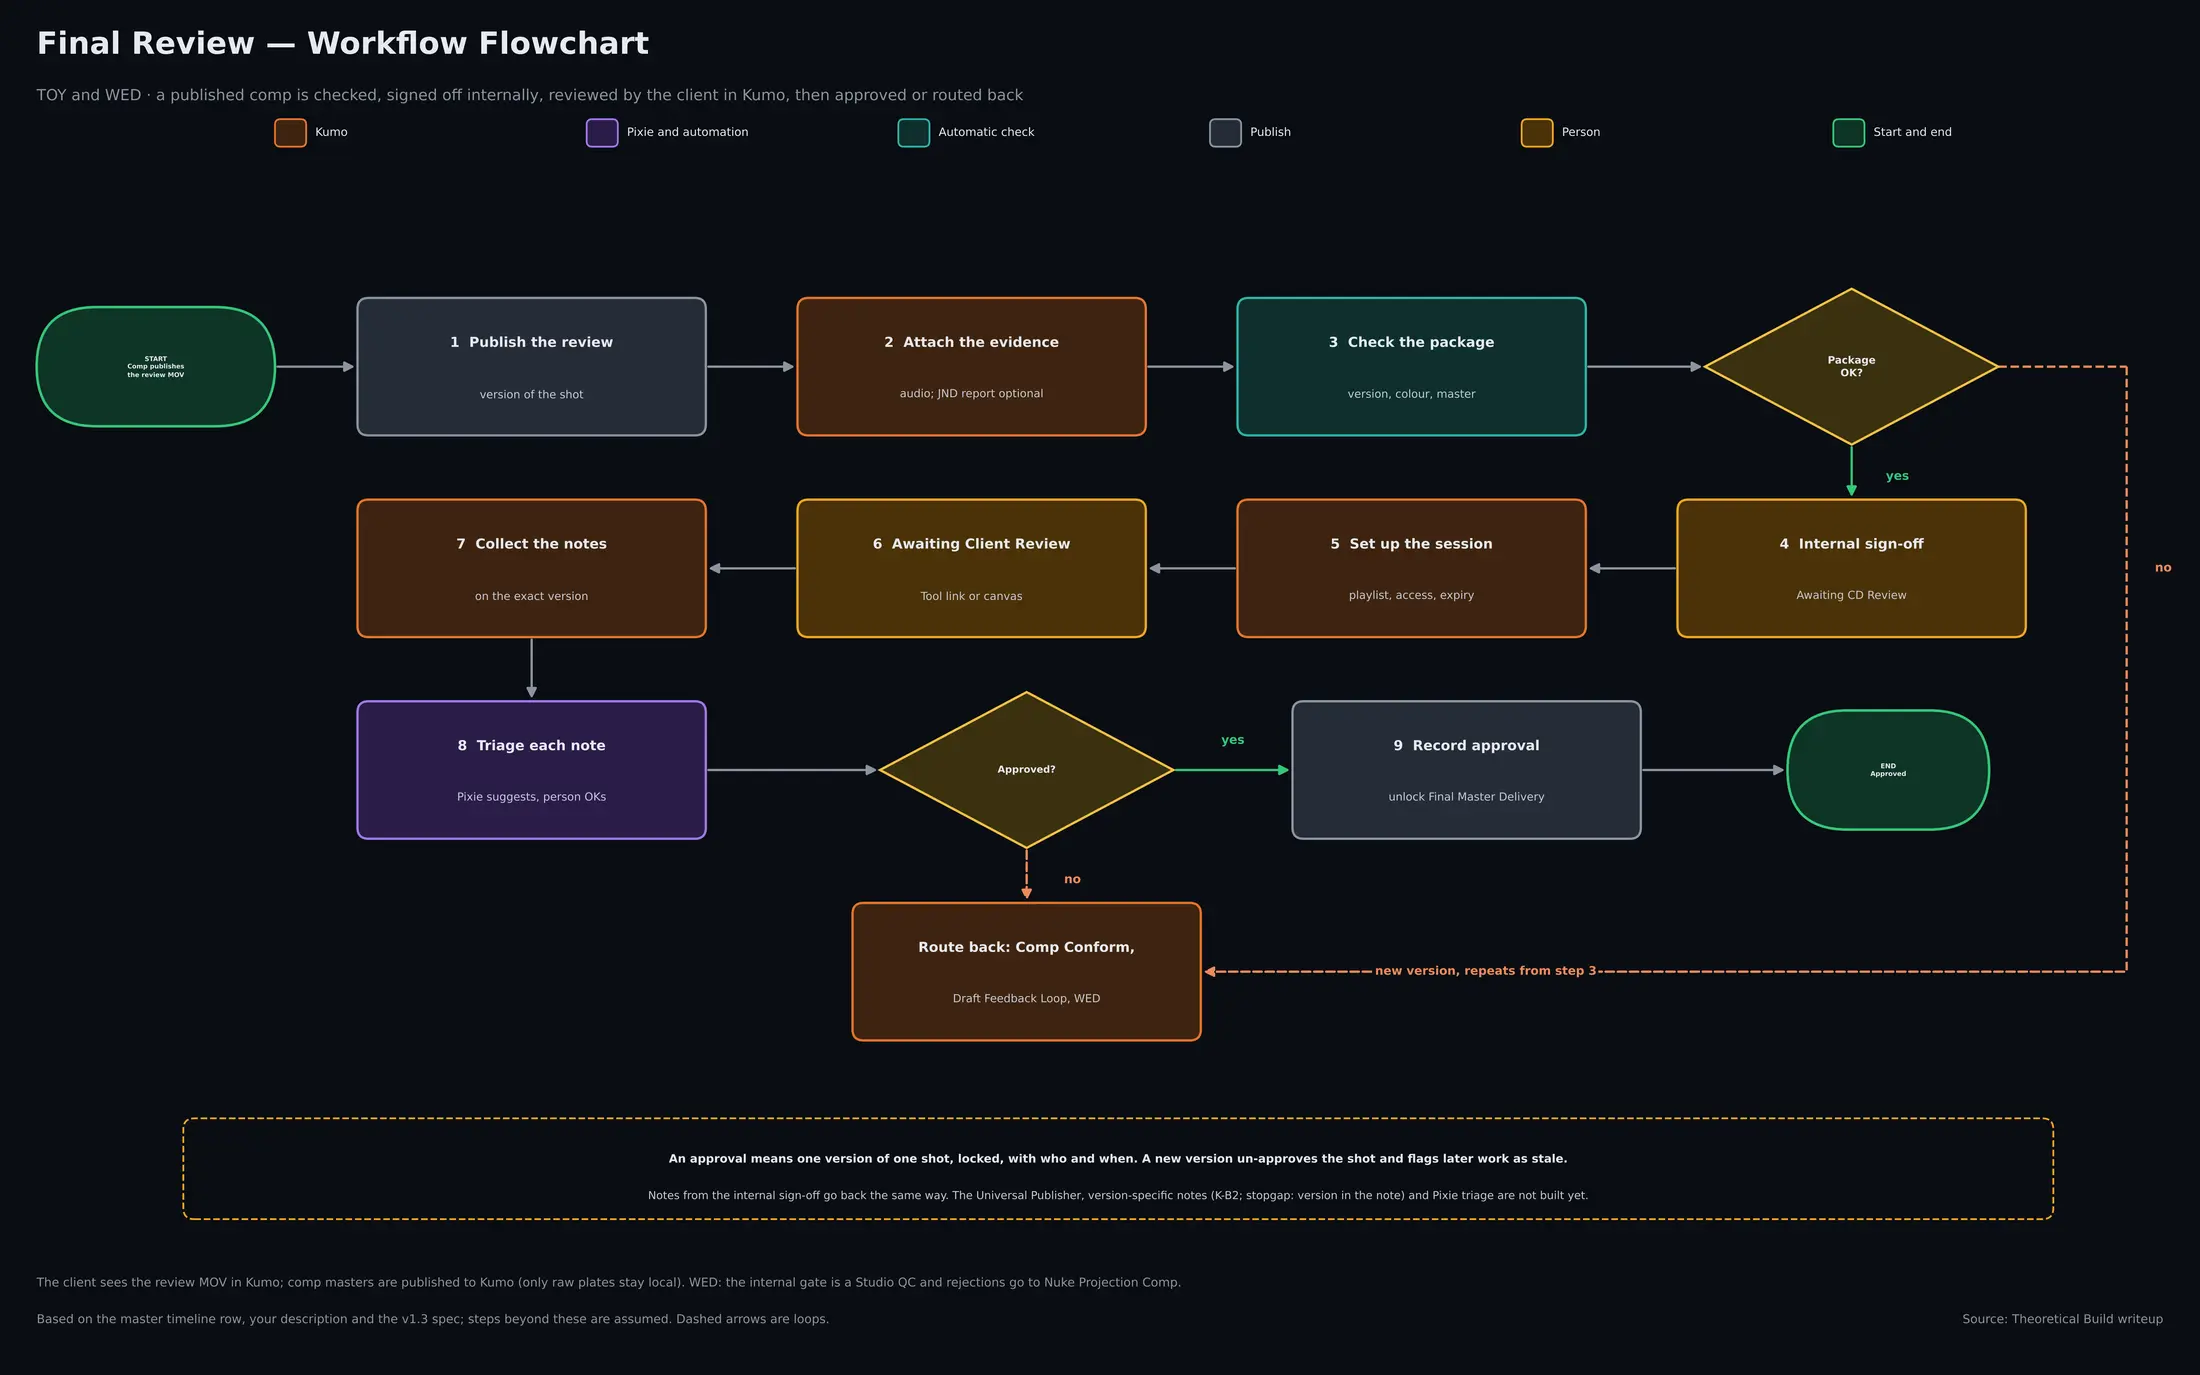 Final Review — Workflow Flowchart
TOY and WED · a published comp is checked, signed off internally, reviewed by the client in Kumo, then approved or routed back
Kumo
Pixie and automation
Automatic check
Publish
Person
Start and end
START
Comp publishes
the review MOV
1 Publish the review
version of the shot
2 Attach the evidence
audio; JND report optional
3 Check the package
version, colour, master
Package
OK?
yes
no
4 Internal sign-off
Awaiting CD Review
5 Set up the session
playlist, access, expiry
6 Awaiting Client Review
Tool link or canvas
7 Collect the notes
on the exact version
8 Triage each note
Pixie suggests, person OKs
Approved?
yes
9 Record approval
unlock Final Master Delivery
END
Approved
no
Route back: Comp Conform,
Draft Feedback Loop, WED
new version, repeats from step 3
An approval means one version of one shot, locked, with who and when. A new version un-approves the shot and flags later work as stale.
Notes from the internal sign-off go back the same way. The Universal Publisher, version-specific notes (K-B2; stopgap: version in the note) and Pixie triage are not built yet.
The client sees the review MOV in Kumo; comp masters are published to Kumo (only raw plates stay local). WED: the internal gate is a Studio QC and rejections go to Nuke Projection Comp.
Based on the master timeline row, your description and the v1.3 spec; steps beyond these are assumed. Dashed arrows are loops.
Source: Theoretical Build writeup